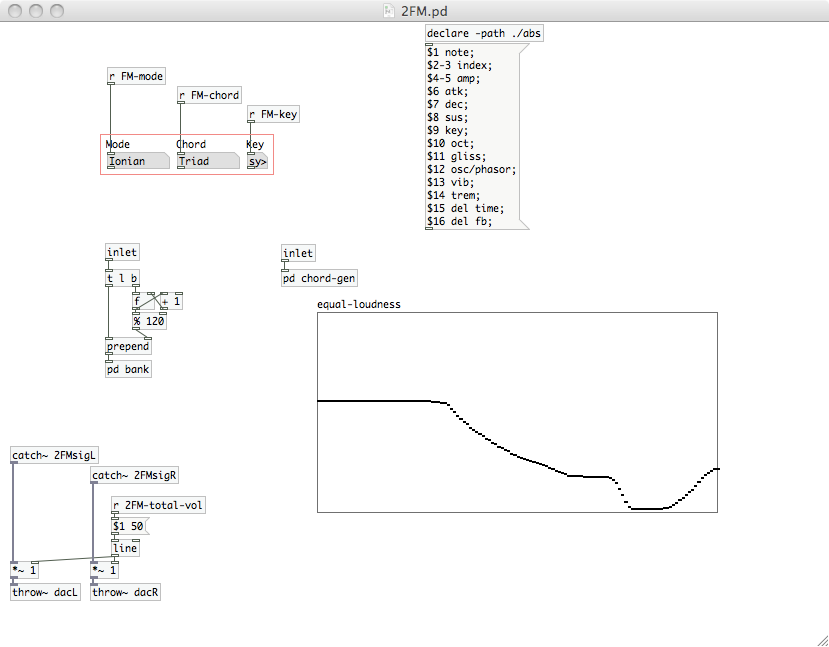 2FM.pd
declare -path ./abs
$1 note;
$2-3 index;
$4-5 amp;
$6 atk;
$7 dec;
$8 sus;
$9 key;
$10 oct;
$11 gliss;
$12 osc/phasor;
$13 vib;
$14 trem;
$15 del time;
$16 del fb;
r FM-mode
r FM-chord
r FM-key
Mode
Chord
Key
Ionian
Triad
sy>
inlet
t l b
f
+ 1
% 120
prepend
pd bank
inlet
pd chord-gen
equal-loudness
catch~ 2FMsigL
catch~ 2FMsigR
r 2FM-total-vol
$1 50
line
*~ 1
*~ 1
throw~ dacL
throw~ dacR